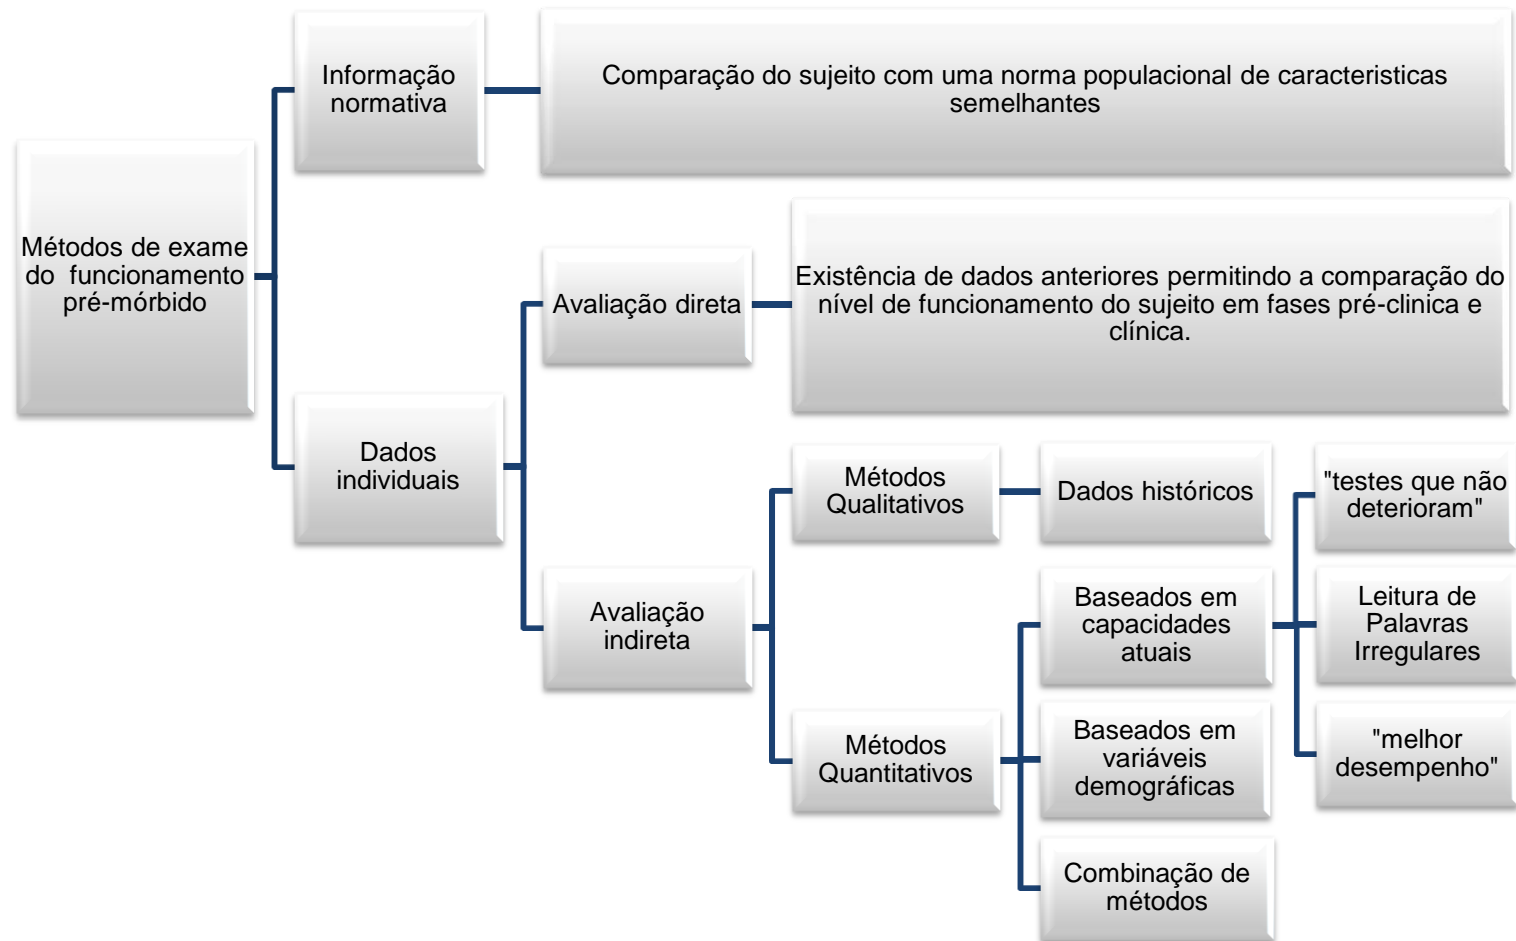 Informação
normativa
Comparação do sujeito com uma norma populacional de caracteristicas
semelhantes
Métodos de exame
do funcionamento
pré-mórbido
Avaliação direta
Existência de dados anteriores permitindo a comparação do
nível de funcionamento do sujeito em fases pré-clinica e
clínica.
Dados
individuais
Métodos
Qualitativos
Dados históricos
"testes que não
deterioram"
Avaliação
indireta
Baseados em
capacidades
atuais
Leitura de
Palavras
Irregulares
Métodos
Quantitativos
Baseados em
variáveis
demográficas
"melhor
desempenho"
Combinação de
métodos